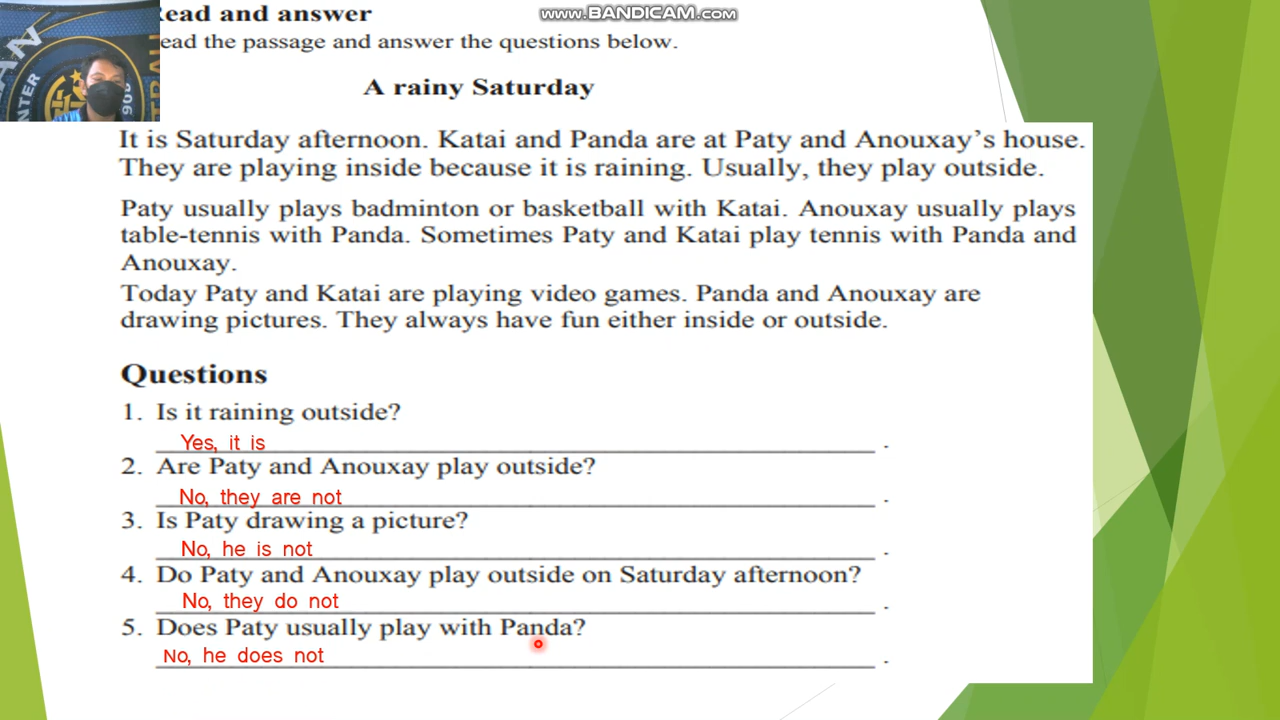 www.BANDICAM.com
ead and answer
ead the passage and answer the questions below.
A rainy Saturday
It is Saturday afternoon. Katai and Panda are at Paty and Anouxay's house.
They are playing inside because it is raining. Usually, they play outside.
Paty usually plays badminton or basketball with Katai. Anouxay usually plays
table-tennis with Panda. Sometimes Paty and Katai play tennis with Panda and
Anouxay.
Today Paty and Katai are playing video games. Panda and Anouxay are
drawing pictures. They always have fun either inside or outside.
Questions
1. Is it raining outside?
Yes, it is .
2. Are Paty and Anouxay play outside?
No, they are not .
3. Is Paty drawing a picture?
No, he is not .
4. Do Paty and Anouxay play outside on Saturday afternoon?
No, they do not .
5. Does Paty usually play with Panda?
No, he does not .